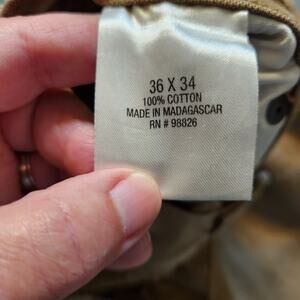 36 X 34
100% COTTON
MADE IN MADAGASCAR
RN # 98826